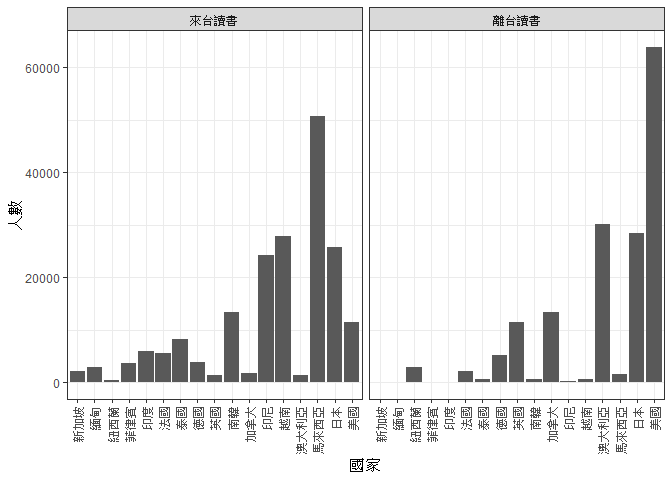 來台讀書
離台讀書
人數
60000
40000
20000
0
新加坡
緬甸
紐西蘭
菲律賓
印度
法國
泰國
德國
英國
南韓
加拿大
印尼
越南
澳大利亞
馬來西亞
日本
美國
新加坡
緬甸
紐西蘭
菲律賓
印度
法國
泰國
德國
英國
南韓
加拿大
印尼
越南
澳大利亞
馬來西亞
日本
美國
國家